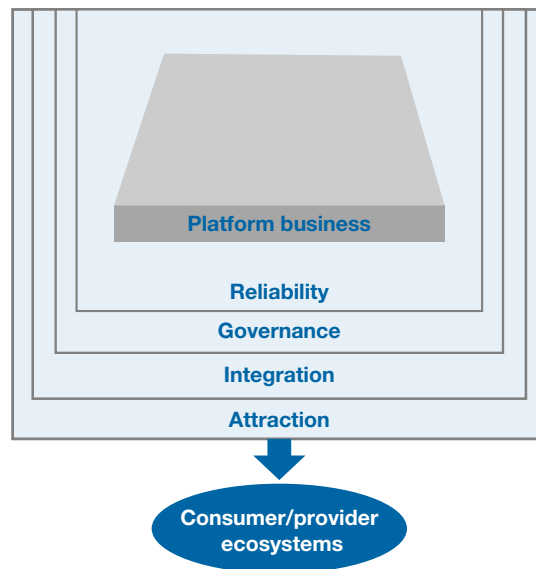 Platform business
Reliability
Governance
Integration
Attraction
Consumer/provider
ecosystems